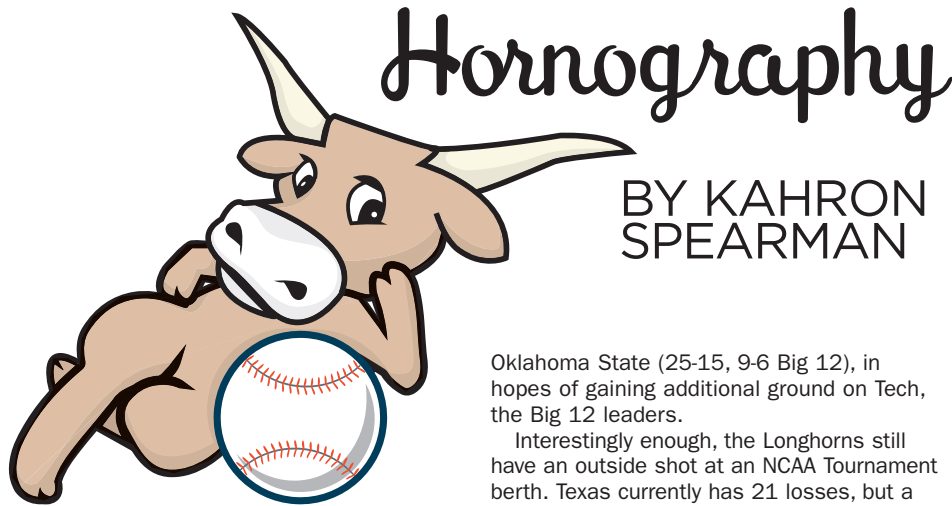 Hornography
BY KAHRON
SPEARMAN
Oklahoma State (25-15, 9-6 Big 12), in
hopes of gaining additional ground on Tech,
the Big 12 leaders.
Interestingly enough, the Longhorns still
have an outside shot at an NCAA Tournament
berth. Texas currently has 21 losses, but a